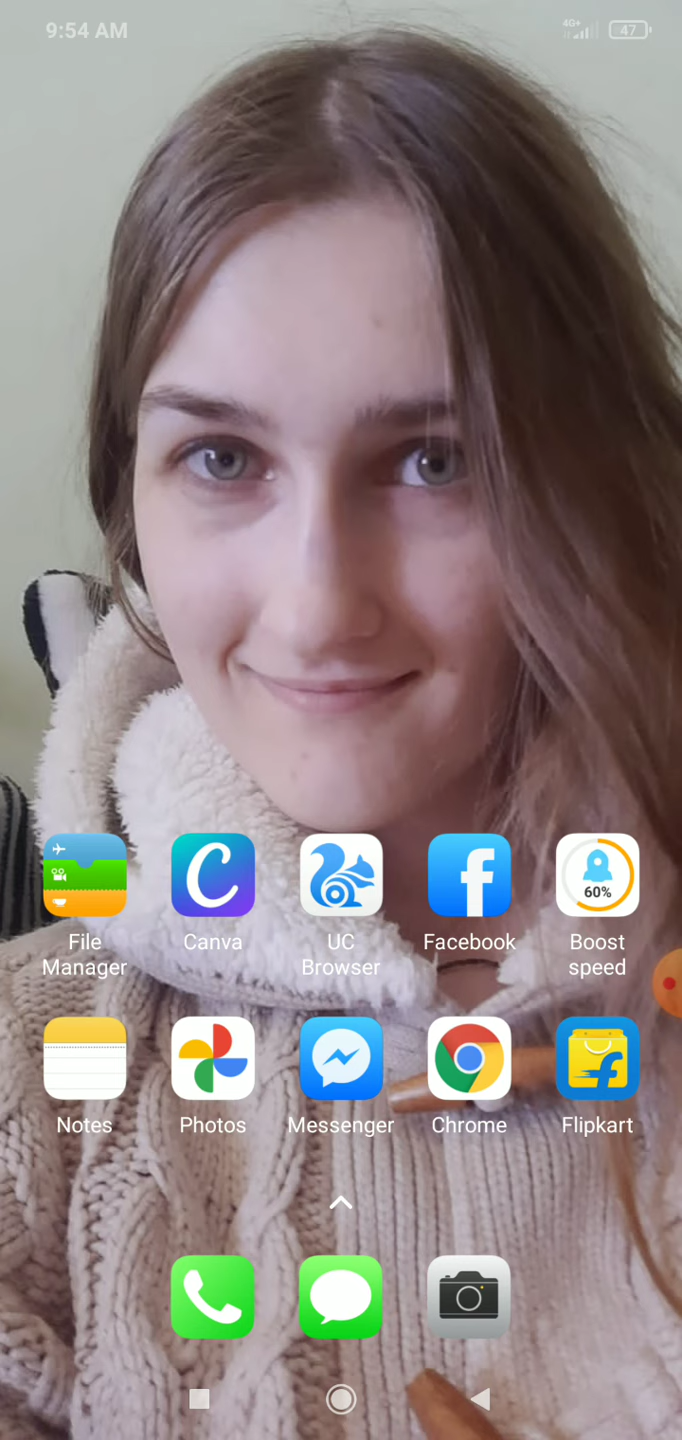 9:54 AM
4G+
47
60%
File Manager
Canva
UC Browser
Facebook
Boost speed
Notes
Photos
Messenger
Chrome
Flipkart